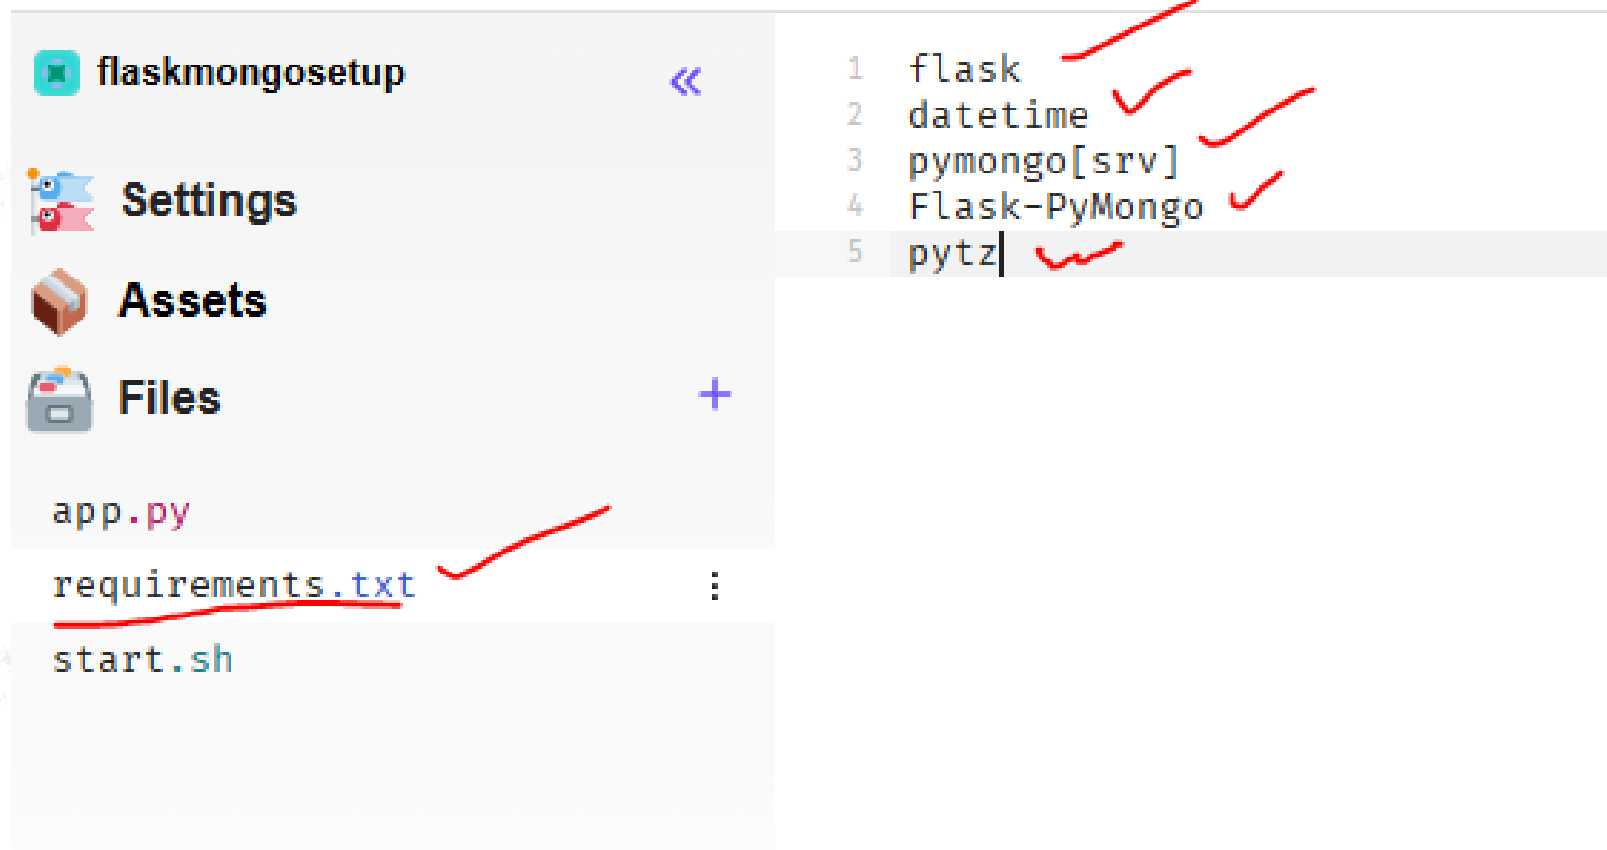 flaskmongosetup
«
Settings
Assets
Files
+
app.py
requirements.txt
start.sh
1 flask
2 datetime
3 pymongo[srv]
4 Flask-PyMongo
5 pytz